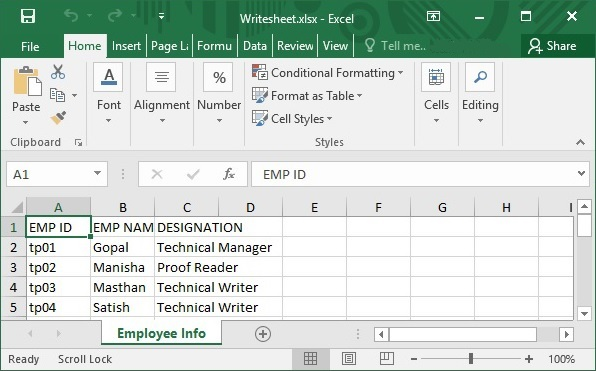 Writesheet.xlsx - Excel
File Home Insert Page La Formu Data Review View Tell me.. Share
Paste Font Alignment % Number Conditional Formatting Format as Table Cell Styles Cells Editing
Clipboard Styles
A1 fx EMP ID
A B C D E F G H I
1 EMP ID EMP NAM DESIGNATION
2 tp01 Gopal Technical Manager
3 tp02 Manisha Proof Reader
4 tp03 Masthan Technical Writer
5 tp04 Satish Technical Writer
Employee Info
Ready Scroll Lock 100%